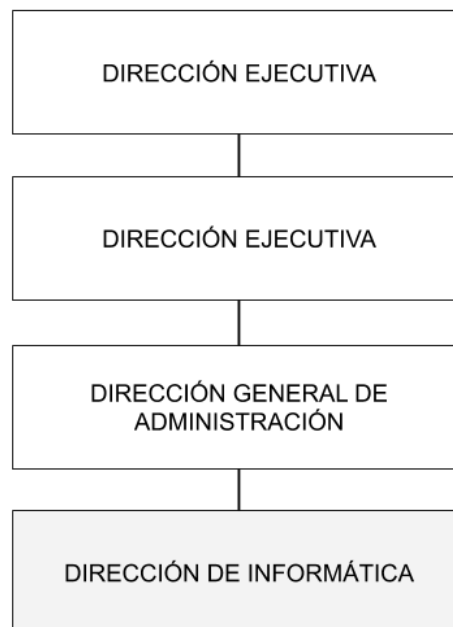 DIRECCIÓN EJECUTIVA
DIRECCIÓN EJECUTIVA
DIRECCIÓN GENERAL DE
ADMINISTRACIÓN
DIRECCIÓN DE INFORMÁTICA